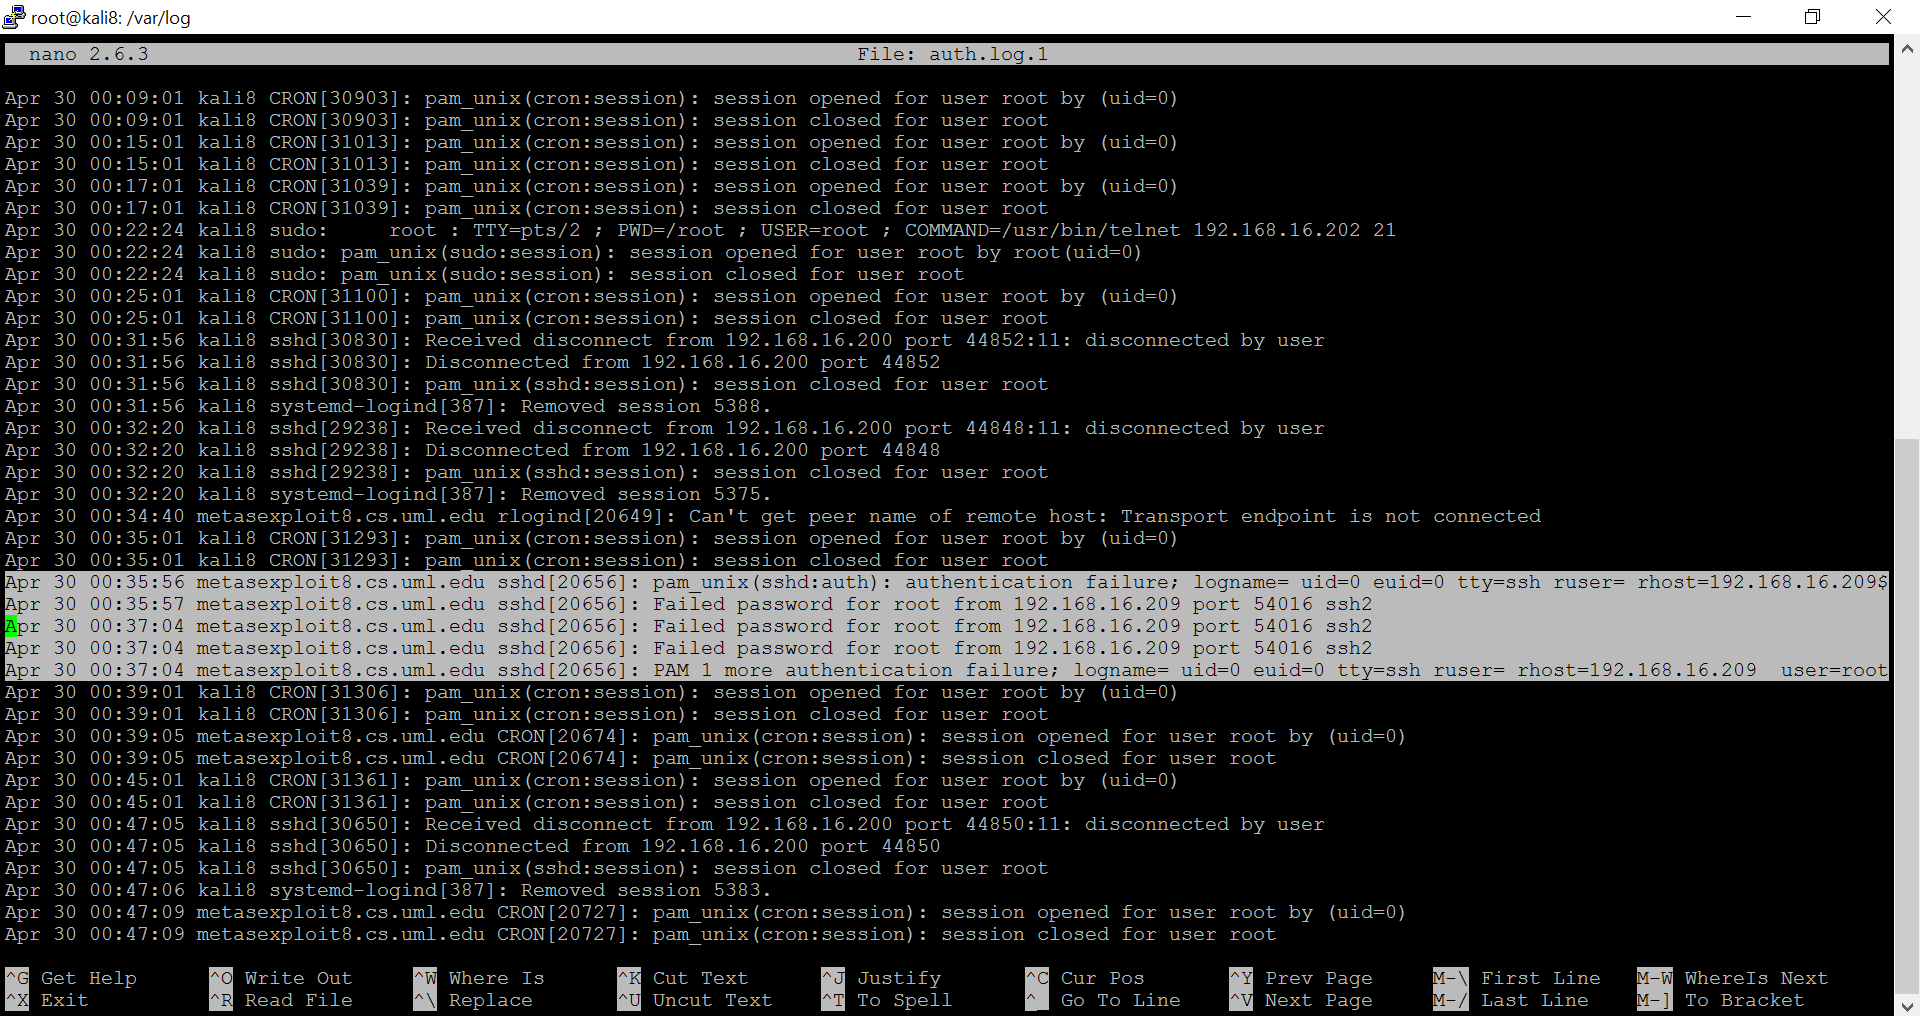 root@kali8: /var/log
nano 2.6.3 File: auth.log.1
Apr 30 00:09:01 kali8 CRON[30903]: pam_unix(cron:session): session opened for user root by (uid=0)
Apr 30 00:09:01 kali8 CRON[30903]: pam_unix(cron:session): session closed for user root
Apr 30 00:15:01 kali8 CRON[31013]: pam_unix(cron:session): session opened for user root by (uid=0)
Apr 30 00:15:01 kali8 CRON[31013]: pam_unix(cron:session): session closed for user root
Apr 30 00:17:01 kali8 CRON[31039]: pam_unix(cron:session): session opened for user root by (uid=0)
Apr 30 00:17:01 kali8 CRON[31039]: pam_unix(cron:session): session closed for user root
Apr 30 00:22:24 kali8 sudo:     root : TTY=pts/2 ; PWD=/root ; USER=root ; COMMAND=/usr/bin/telnet 192.168.16.202 21
Apr 30 00:22:24 kali8 sudo: pam_unix(sudo:session): session opened for user root by root(uid=0)
Apr 30 00:22:24 kali8 sudo: pam_unix(sudo:session): session closed for user root
Apr 30 00:25:01 kali8 CRON[31100]: pam_unix(cron:session): session opened for user root by (uid=0)
Apr 30 00:25:01 kali8 CRON[31100]: pam_unix(cron:session): session closed for user root
Apr 30 00:31:56 kali8 sshd[30830]: Received disconnect from 192.168.16.200 port 44852:11: disconnected by user
Apr 30 00:31:56 kali8 sshd[30830]: Disconnected from 192.168.16.200 port 44852
Apr 30 00:31:56 kali8 sshd[30830]: pam_unix(sshd:session): session closed for user root
Apr 30 00:31:56 kali8 systemd-logind[387]: Removed session 5388.
Apr 30 00:32:20 kali8 sshd[29238]: Received disconnect from 192.168.16.200 port 44848:11: disconnected by user
Apr 30 00:32:20 kali8 sshd[29238]: Disconnected from 192.168.16.200 port 44848
Apr 30 00:32:20 kali8 sshd[29238]: pam_unix(sshd:session): session closed for user root
Apr 30 00:32:20 kali8 systemd-logind[387]: Removed session 5375.
Apr 30 00:34:40 metasexploit8.cs.uml.edu rlogind[20649]: Can't get peer name of remote host: Transport endpoint is not connected
Apr 30 00:35:01 kali8 CRON[31293]: pam_unix(cron:session): session opened for user root by (uid=0)
Apr 30 00:35:01 kali8 CRON[31293]: pam_unix(cron:session): session closed for user root
Apr 30 00:35:56 metasexploit8.cs.uml.edu sshd[20656]: pam_unix(sshd:auth): authentication failure; logname= uid=0 euid=0 tty=ssh ruser= rhost=192.168.16.209$
Apr 30 00:35:57 metasexploit8.cs.uml.edu sshd[20656]: Failed password for root from 192.168.16.209 port 54016 ssh2
Apr 30 00:37:04 metasexploit8.cs.uml.edu sshd[20656]: Failed password for root from 192.168.16.209 port 54016 ssh2
Apr 30 00:37:04 metasexploit8.cs.uml.edu sshd[20656]: Failed password for root from 192.168.16.209 port 54016 ssh2
Apr 30 00:37:04 metasexploit8.cs.uml.edu sshd[20656]: PAM 1 more authentication failure; logname= uid=0 euid=0 tty=ssh ruser= rhost=192.168.16.209  user=root
Apr 30 00:39:01 kali8 CRON[31306]: pam_unix(cron:session): session opened for user root by (uid=0)
Apr 30 00:39:01 kali8 CRON[31306]: pam_unix(cron:session): session closed for user root
Apr 30 00:39:05 metasexploit8.cs.uml.edu CRON[20674]: pam_unix(cron:session): session opened for user root by (uid=0)
Apr 30 00:39:05 metasexploit8.cs.uml.edu CRON[20674]: pam_unix(cron:session): session closed for user root
Apr 30 00:45:01 kali8 CRON[31361]: pam_unix(cron:session): session opened for user root by (uid=0)
Apr 30 00:45:01 kali8 CRON[31361]: pam_unix(cron:session): session closed for user root
Apr 30 00:47:05 kali8 sshd[30650]: Received disconnect from 192.168.16.200 port 44850:11: disconnected by user
Apr 30 00:47:05 kali8 sshd[30650]: Disconnected from 192.168.16.200 port 44850
Apr 30 00:47:05 kali8 sshd[30650]: pam_unix(sshd:session): session closed for user root
Apr 30 00:47:06 kali8 systemd-logind[387]: Removed session 5383.
Apr 30 00:47:09 metasexploit8.cs.uml.edu CRON[20727]: pam_unix(cron:session): session opened for user root by (uid=0)
Apr 30 00:47:09 metasexploit8.cs.uml.edu CRON[20727]: pam_unix(cron:session): session closed for user root
^G Get Help ^O Write Out ^W Where Is ^K Cut Text ^J Justify ^C Cur Pos ^Y Prev Page M-\ First Line M-W WhereIs Next
^X Exit ^R Read File ^\ Replace ^U Uncut Text ^T To Spell ^_ Go To Line ^V Next Page M-/ Last Line M-] To Bracket